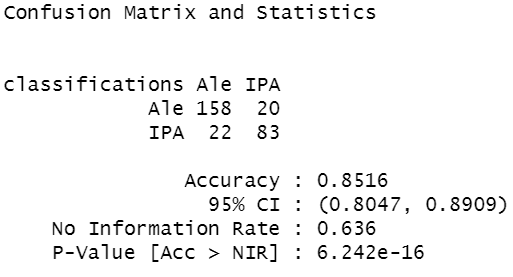 Confusion Matrix and Statistics
classifications Ale IPA
Ale 158 20
IPA 22 83
Accuracy : 0.8516
95% CI : (0.8047, 0.8909)
No Information Rate : 0.636
P-Value [Acc > NIR] : 6.242e-16